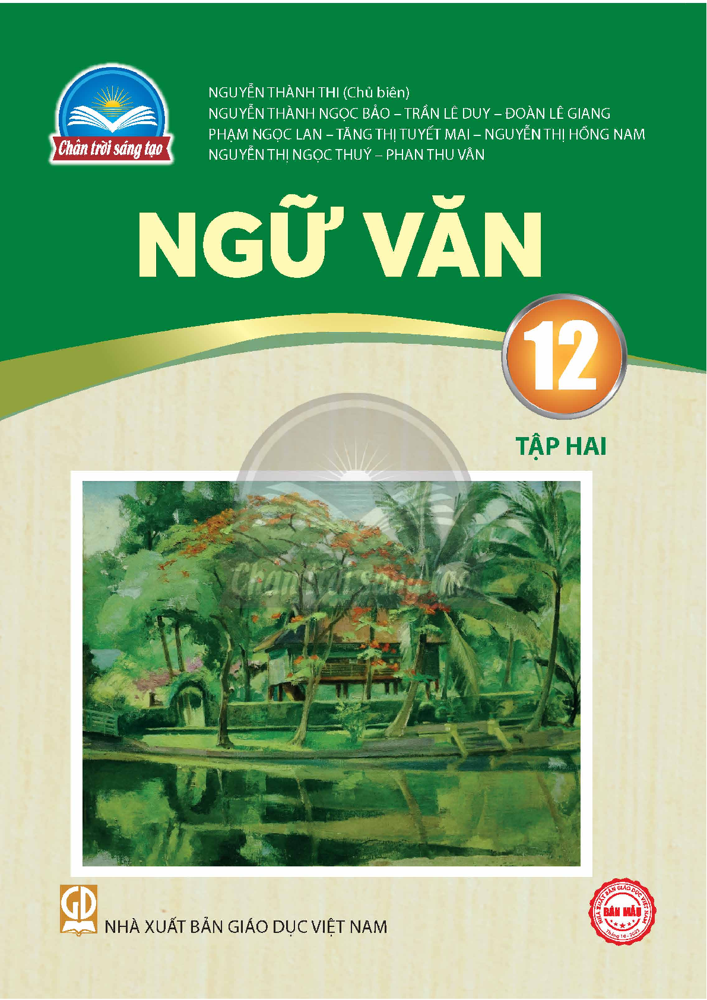 Chân trời sáng tạo
NGUYỄN THÀNH THI (Chủ biên)
NGUYỄN THÀNH NGỌC BẢO – TRẦN LÊ DUY – ĐOÀN LÊ GIANG
PHẠM NGỌC LAN – TĂNG THỊ TUYẾT MAI – NGUYỄN THỊ HỒNG NAM
NGUYỄN THỊ NGỌC THUÝ – PHAN THU VÂN
NGỮ VĂN
12
TẬP HAI
Chân trời sáng tạo
GD
NHÀ XUẤT BẢN GIÁO DỤC VIỆT NAM
NHÀ XUẤT BẢN GIÁO DỤC VIỆT NAM
BẢN MẪU
Tháng 10 - 2023